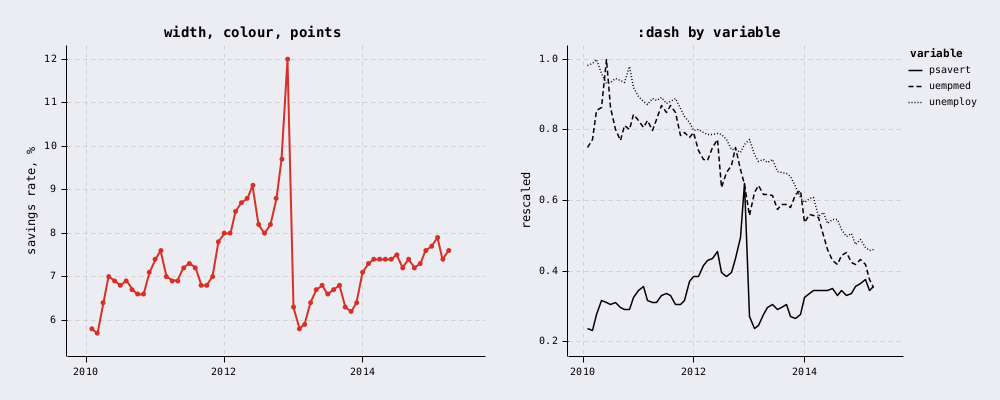 width, colour, points
12
11
10
9
8
7
6
savings rate, %
2010 2012 2014
:dash by variable
1.0
0.8
0.6
0.4
0.2
rescaled
2010 2012 2014
variable
psavert
uempmed
unemploy